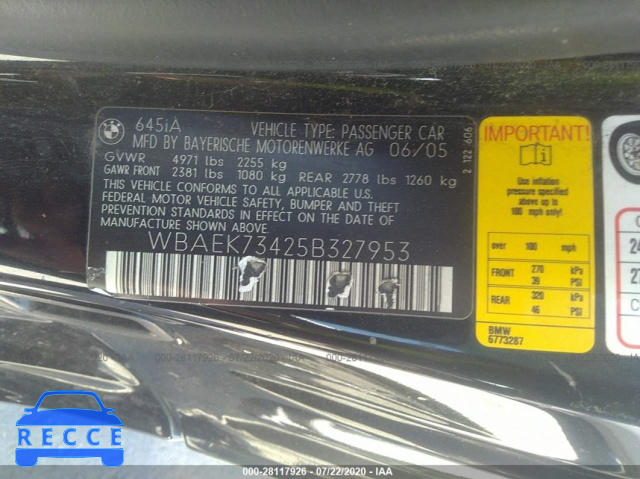 645iA VEHICLE TYPE: PASSENGER CAR
MFD BY BAYERISCHE MOTORENWERKE AG 06/05
GVWR 4971 lbs 2255 kg
GAWR FRONT 2381 lbs 1080 kg REAR 2778 lbs 1260 kg
THIS VEHICLE CONFORMS TO ALL APPLICABLE U.S.
FEDERAL MOTOR VEHICLE SAFETY, BUMPER AND THEFT
PREVENTION STANDARDS IN EFFECT ON THE DATE OF
MANUFACTURE SHOWN ABOVE.
WBAEK73425B327953
2 122 606
IMPORTANT!
Use inflation
pressure specified
for above up to
100 mph only!
over 100 mph
FRONT 270 kPa
39 PSI
REAR 320 kPa
46 PSI
BMW
6773287
RECCE
000-28117926 - 07/22/2020 - IAA